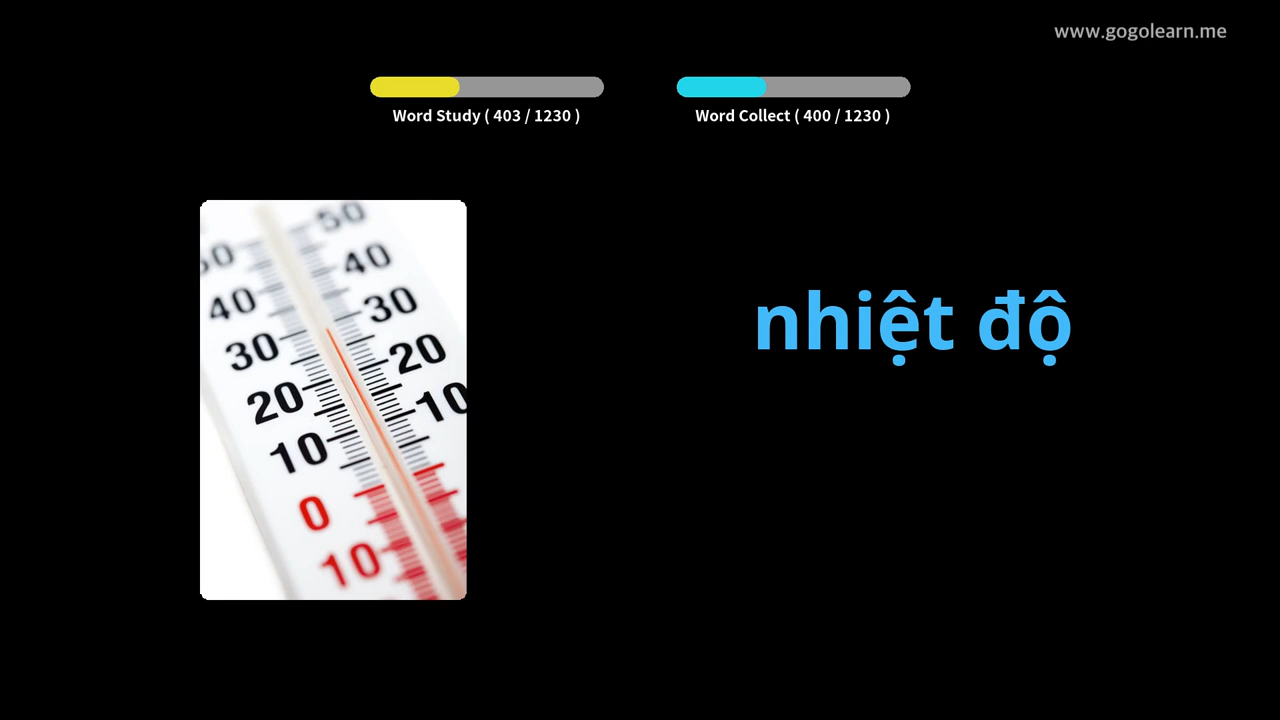 www.gogolearn.me
Word Study ( 403 / 1230 )
Word Collect ( 400 / 1230 )
nhiệt độ
50
40
30
20
10
40
30
20
10
0
10